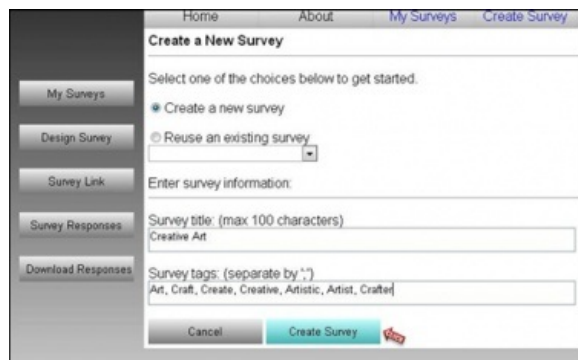 Home About My Surveys Create Survey
Create a New Survey
Select one of the choices below to get started.
My Surveys
Create a new survey
Design Survey
Reuse an existing survey
Survey Link
Enter survey information:
Survey Responses
Survey title: (max 100 characters)
Creative Art
Download Responses
Survey tags: (separate by ';')
Art, Craft, Create, Creative, Artistic, Artist, Crafter
Cancel Create Survey